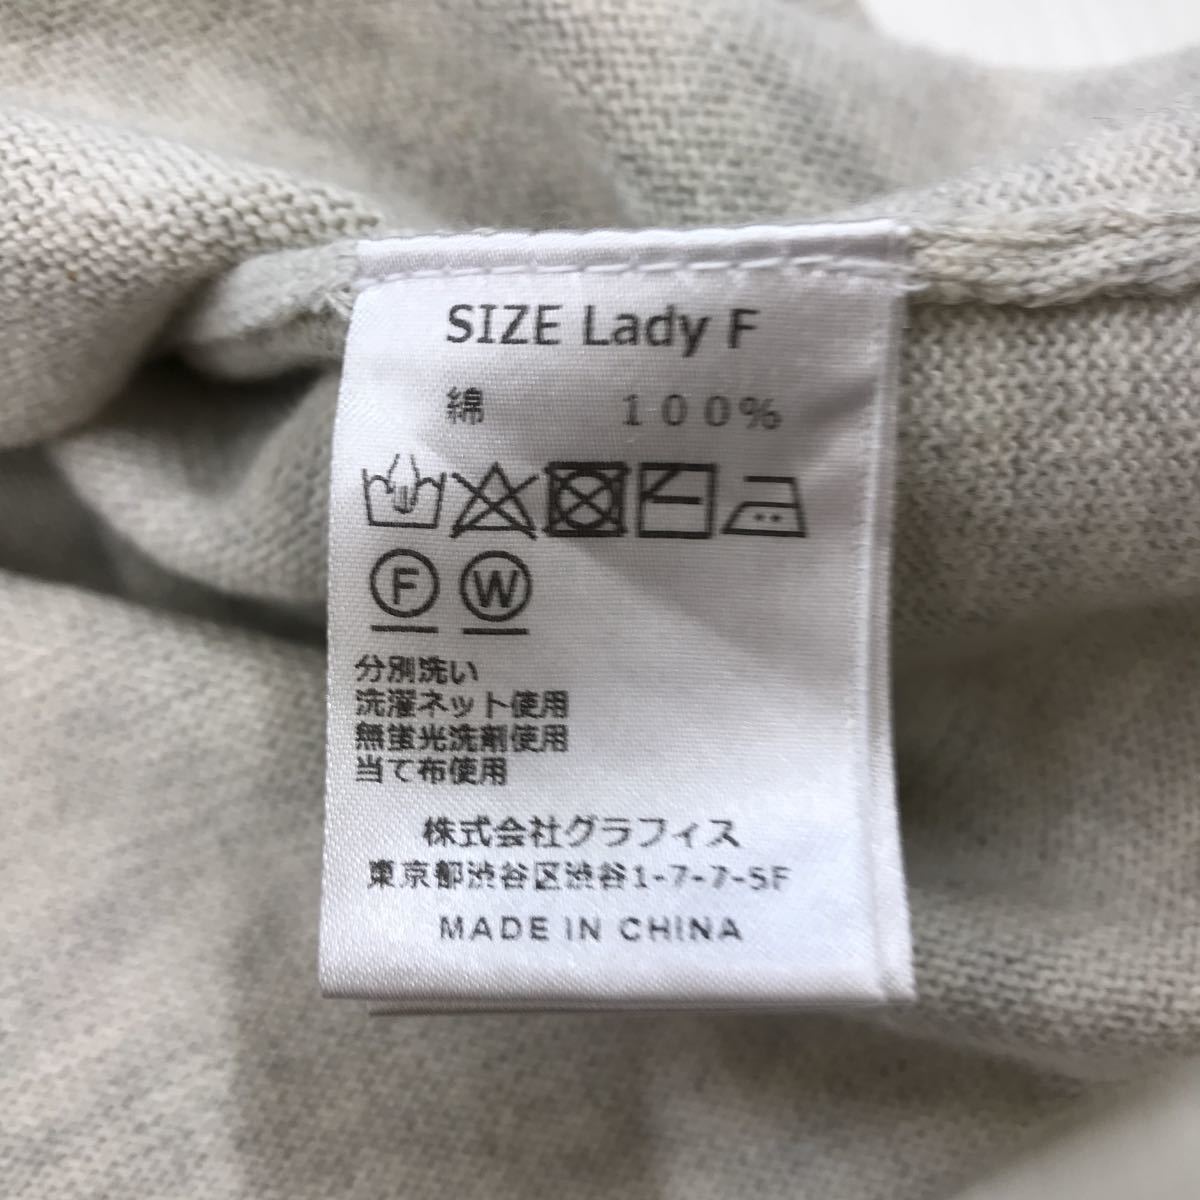 SIZE Lady F
綿 100%
F W
分別洗い
洗濯ネット使用
無蛍光洗剤使用
当て布使用
株式会社グラフィス
東京都渋谷区渋谷1-7-7-5F
MADE IN CHINA